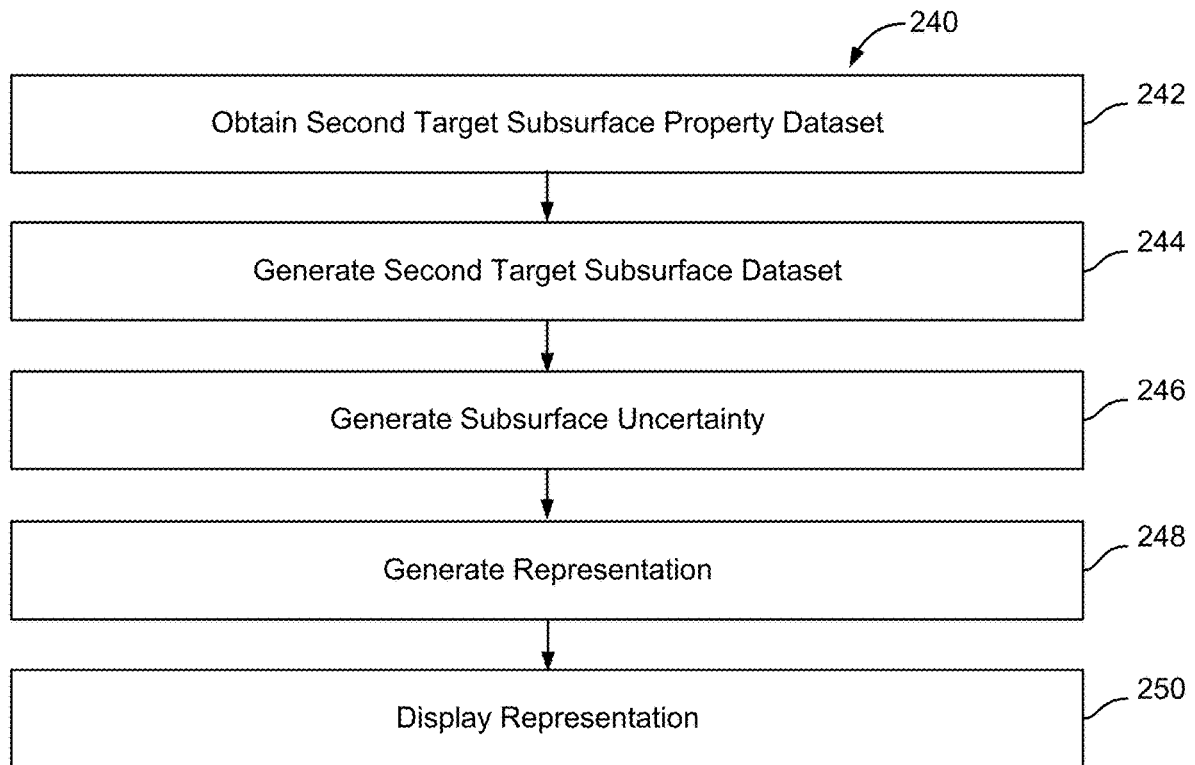 240
Obtain Second Target Subsurface Property Dataset
242
Generate Second Target Subsurface Dataset
244
Generate Subsurface Uncertainty
246
Generate Representation
248
Display Representation
250